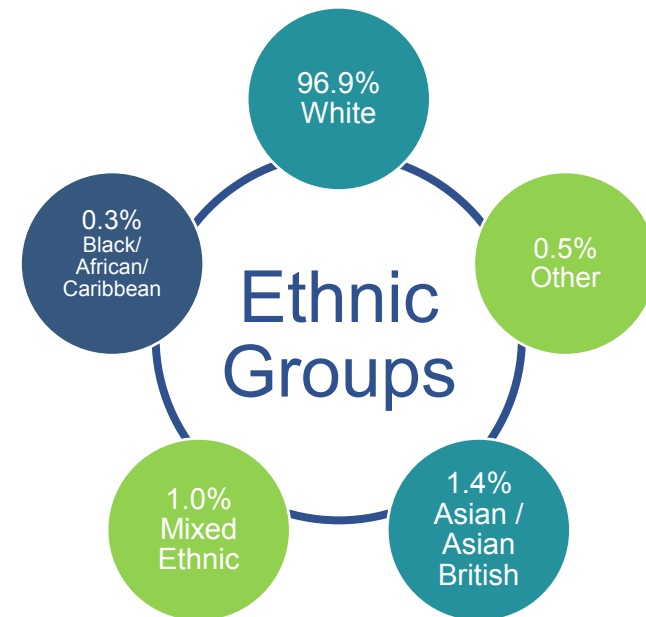 96.9%
White
0.5%
Other
1.4%
Asian /
Asian
British
1.0%
Mixed
Ethnic
0.3%
Black/
African/
Caribbean
Ethnic
Groups